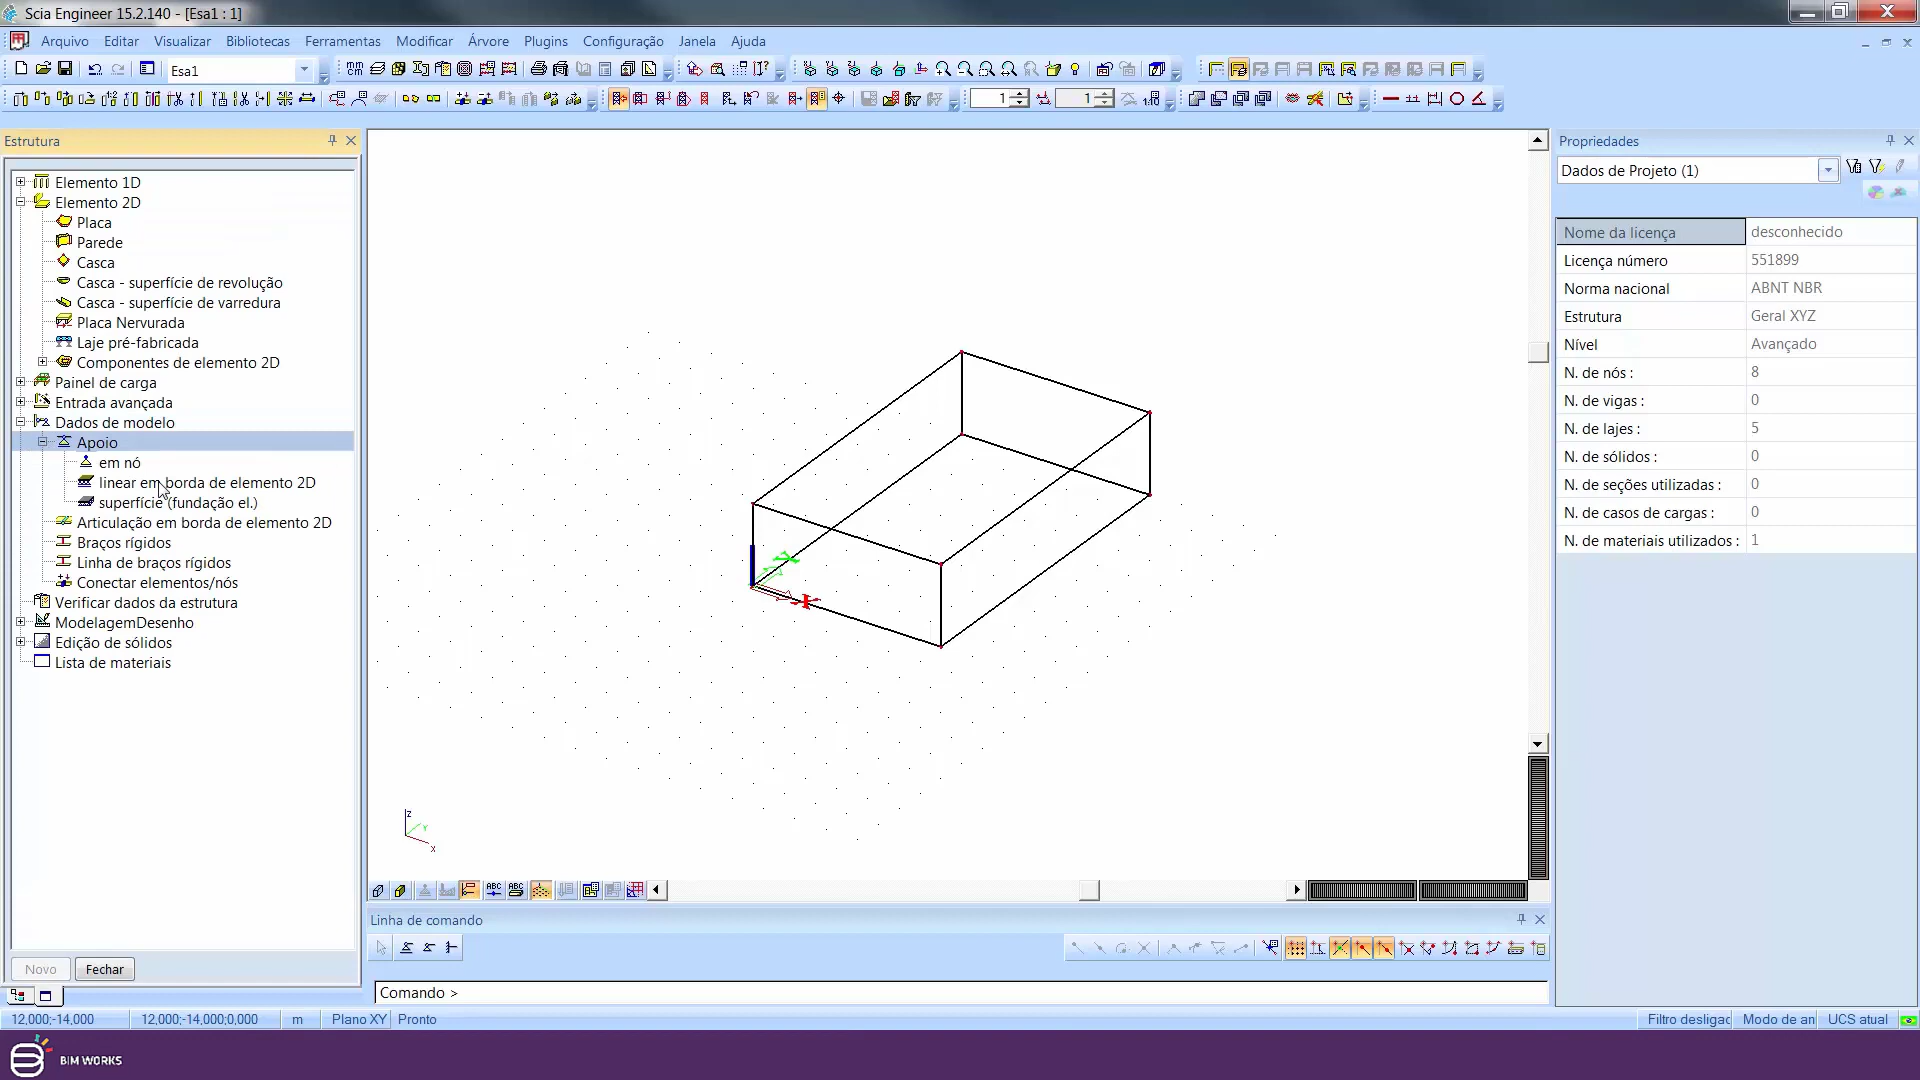 Scia Engineer 15.2.140 - [Esa1 : 1]
Arquivo Editar Visualizar Bibliotecas Ferramentas Modificar Árvore Plugins Configuração Janela Ajuda
Esa1
1 1
Estrutura
Elemento 1D
Elemento 2D
Placa
Parede
Casca
Casca - superfície de revolução
Casca - superfície de varredura
Placa Nervurada
Laje pré-fabricada
Componentes de elemento 2D
Painel de carga
Entrada avançada
Dados de modelo
Apoio
em nó
linear em borda de elemento 2D
superfície (fundação el.)
Articulação em borda de elemento 2D
Braços rígidos
Linha de braços rígidos
Conectar elementos/nós
Verificar dados da estrutura
ModelagemDesenho
Edição de sólidos
Lista de materiais
Novo Fechar
Z
Y
X
Propriedades
Dados de Projeto (1)
Nome da licença desconhecido
Licença número 551899
Norma nacional ABNT NBR
Estrutura Geral XYZ
Nível Avançado
N. de nós : 8
N. de vigas : 0
N. de lajes : 5
N. de sólidos : 0
N. de seções utilizadas : 0
N. de casos de cargas : 0
N. de materiais utilizados : 1
ABC ABC
Linha de comando
Comando >
12,000;-14,000 12,000;-14,000;0,000 m Plano XY Pronto Filtro desligac Modo de an UCS atual
BIM WORKS